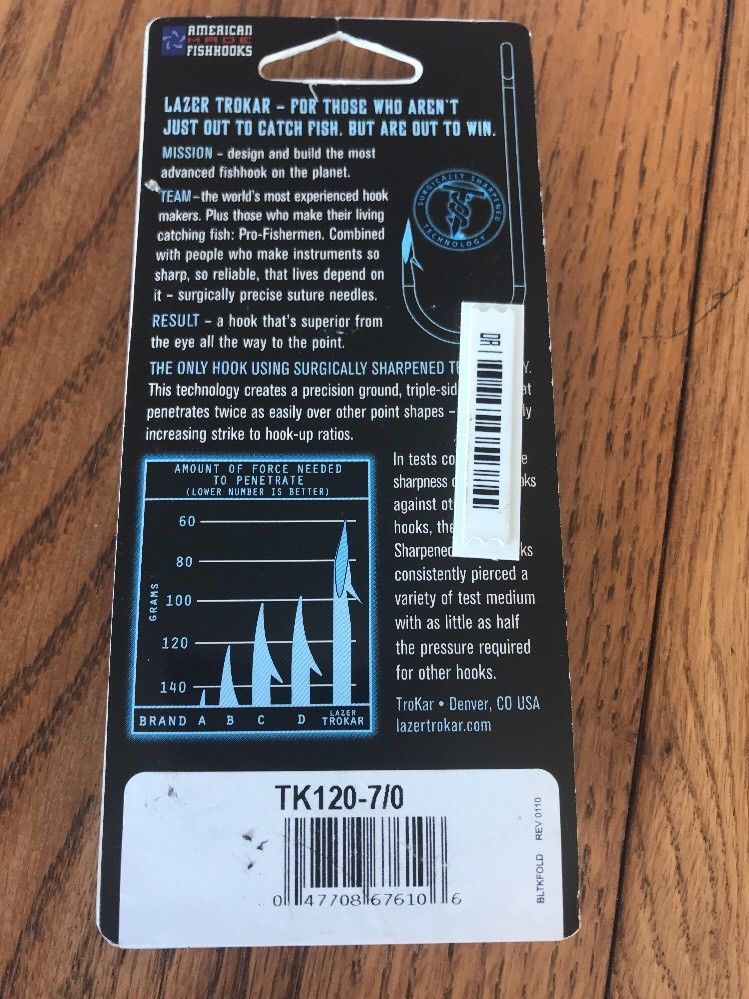 AMERICAN
MADE
FISHHOOKS
LAZER TROKAR – FOR THOSE WHO AREN'T
JUST OUT TO CATCH FISH. BUT ARE OUT TO WIN.
MISSION – design and build the most
advanced fishhook on the planet.
TEAM – the world's most experienced hook
makers. Plus those who make their living
catching fish: Pro-Fishermen. Combined
with people who make instruments so
sharp, so reliable, that lives depend on
it – surgically precise suture needles.
RESULT – a hook that's superior from
the eye all the way to the point.
SURGICALLY SHARPENED
TECHNOLOGY
THE ONLY HOOK USING SURGICALLY SHARPENED
This technology creates a precision ground,
penetrates twice as easily over other point shapes –
increasing strike to hook-up ratios.
AMOUNT OF FORCE NEEDED
TO PENETRATE
(LOWER NUMBER IS BETTER)
GRAMS
60
80
100
120
140
BRAND A B C D LAZER
TROKAR
In tests
sharpness
against
hooks,
Sharpened
consistently pierced a
variety of test medium
with as little as half
the pressure required
for other hooks.
TroKar • Denver, CO USA
lazertrokar.com
TK120-7/0
0 47708 67610 6
BLTKFOLD REV 0110